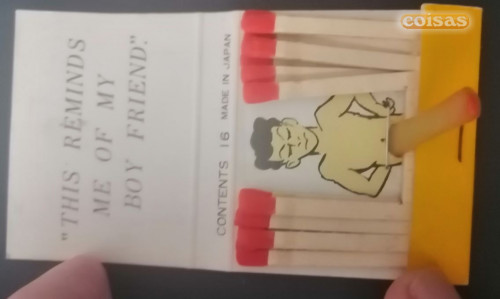 "THIS REMINDS
ME OF MY
BOY FRIEND."
CONTENTS 16 MADE IN JAPAN
coisas